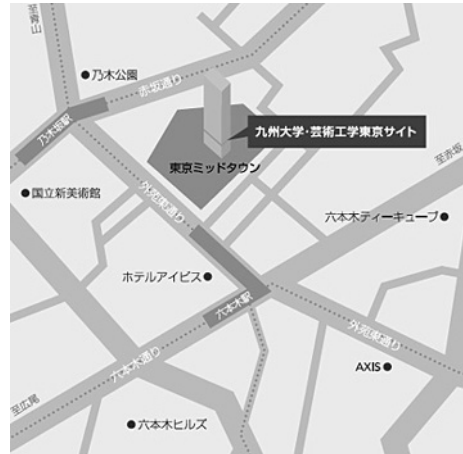 至青山
乃木公園
赤坂通り
乃木坂駅
九州大学・芸術工学東京サイト
東京ミッドタウン
至赤坂
国立新美術館
外苑東通り
六本木ティーキューブ
ホテルアイビス
六本木駅
外苑東通り
六本木通り
AXIS
至広尾
六本木ヒルズ